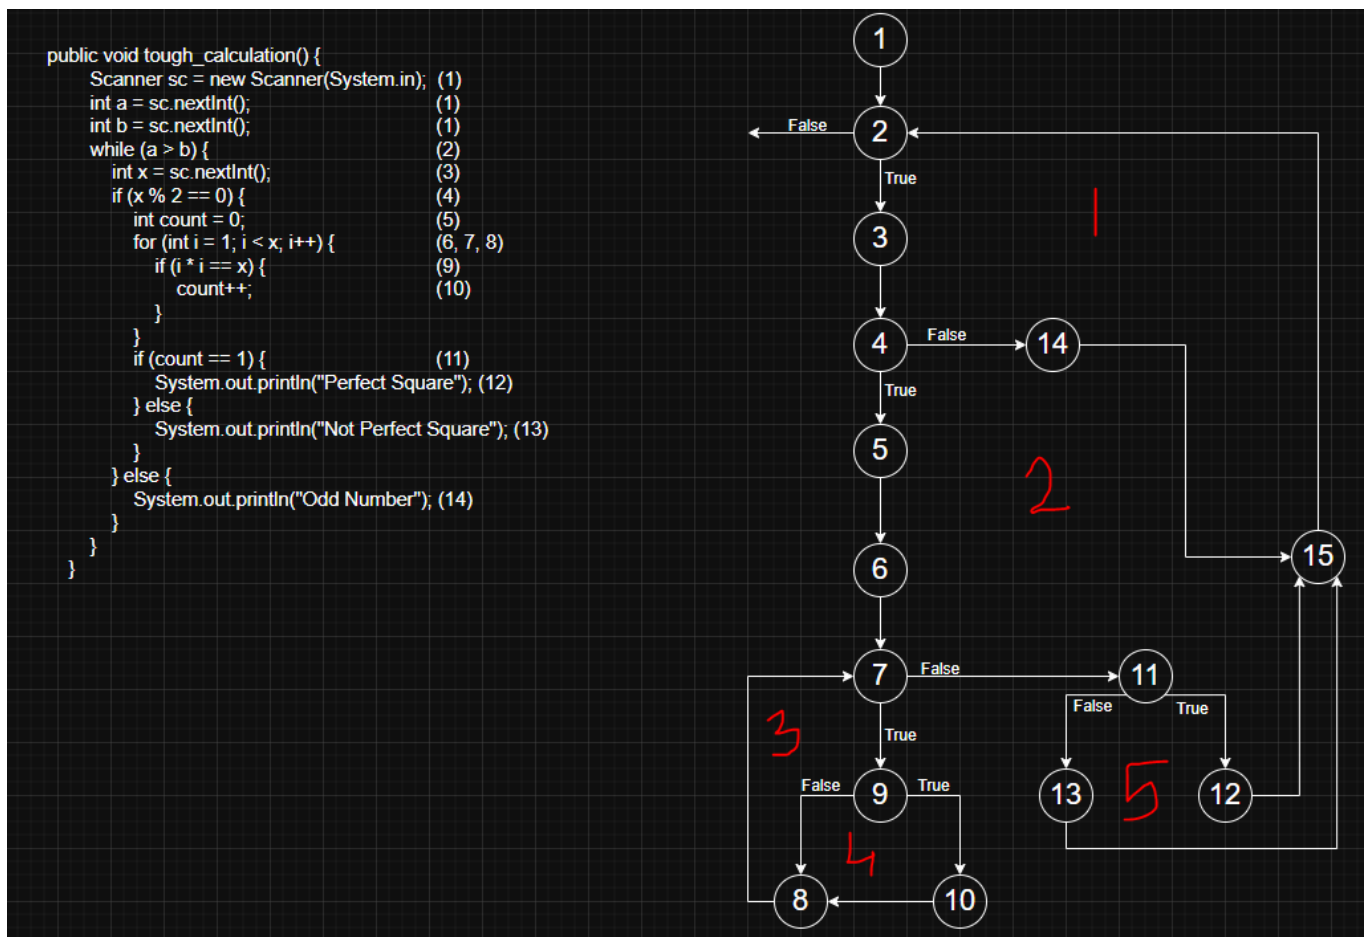 public void tough_calculation() {
Scanner sc = new Scanner(System.in); (1)
int a = sc.nextInt(); (1)
int b = sc.nextInt(); (1)
while (a > b) { (2)
int x = sc.nextInt(); (3)
if (x % 2 == 0) { (4)
int count = 0; (5)
for (int i = 1; i < x; i++) { (6, 7, 8)
if (i * i == x) { (9)
count++; (10)
}
}
if (count == 1) { (11)
System.out.println("Perfect Square"); (12)
} else {
System.out.println("Not Perfect Square"); (13)
}
} else {
System.out.println("Odd Number"); (14)
}
}
}
1
False
2
True
1
3
4
False
14
True
5
2
15
6
7
False
11
False
True
3
True
False
9
True
13
5
12
4
8
10